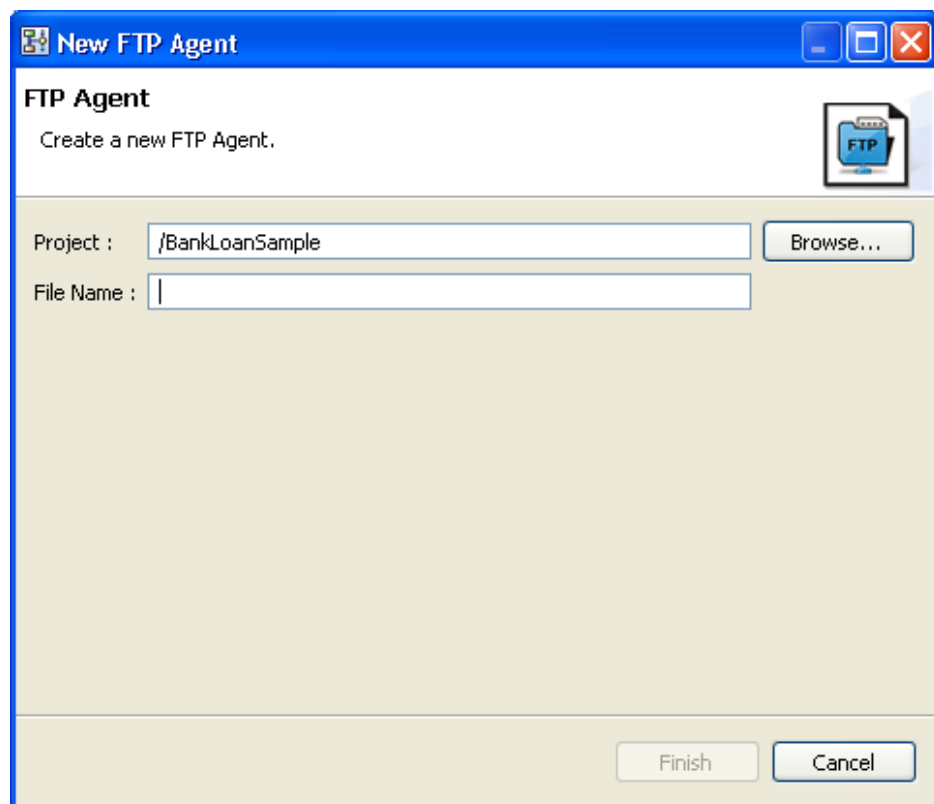 New FTP Agent
FTP Agent
Create a new FTP Agent.
FTP
Project : /BankLoanSample Browse...
File Name :
Finish Cancel